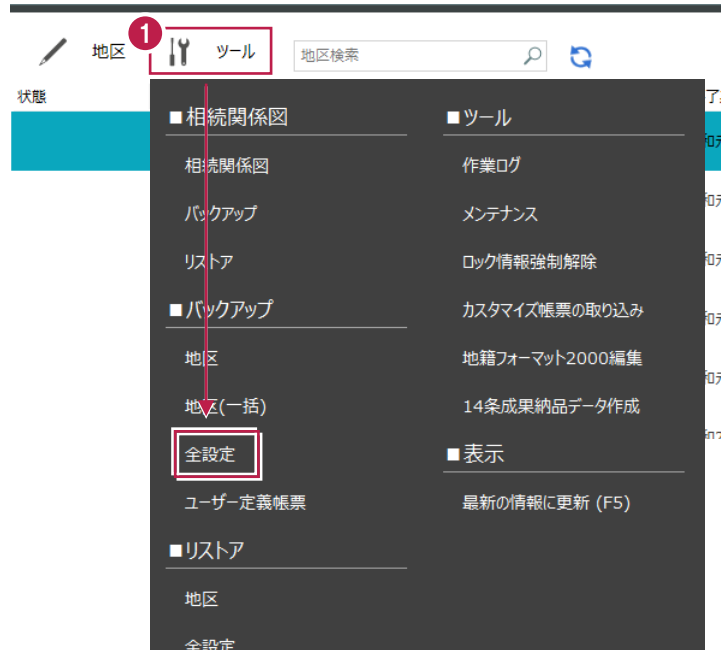 1
地区
ツール
地区検索
状態
■相続関係図
相続関係図
バックアップ
リストア
■バックアップ
地区
地区(一括)
全設定
ユーザー定義帳票
■リストア
地区
全設定
■ツール
作業ログ
メンテナンス
ロック情報強制解除
カスタマイズ帳票の取り込み
地籍フォーマット2000編集
14条成果納品データ作成
■表示
最新の情報に更新 (F5)